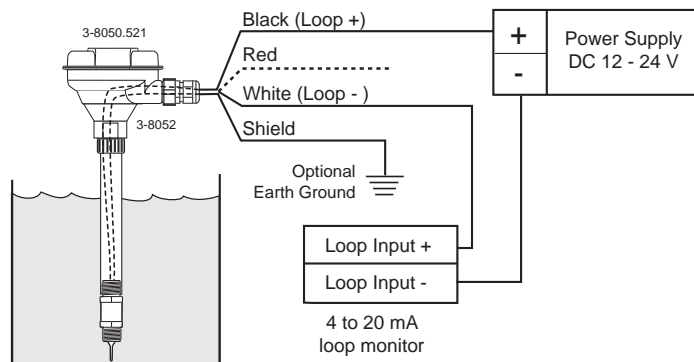 3-8050.521
3-8052
Black (Loop +)
Red
White (Loop - )
Shield
Optional
Earth Ground
+
-
Power Supply
DC 12 - 24 V
Loop Input +
Loop Input -
4 to 20 mA
loop monitor